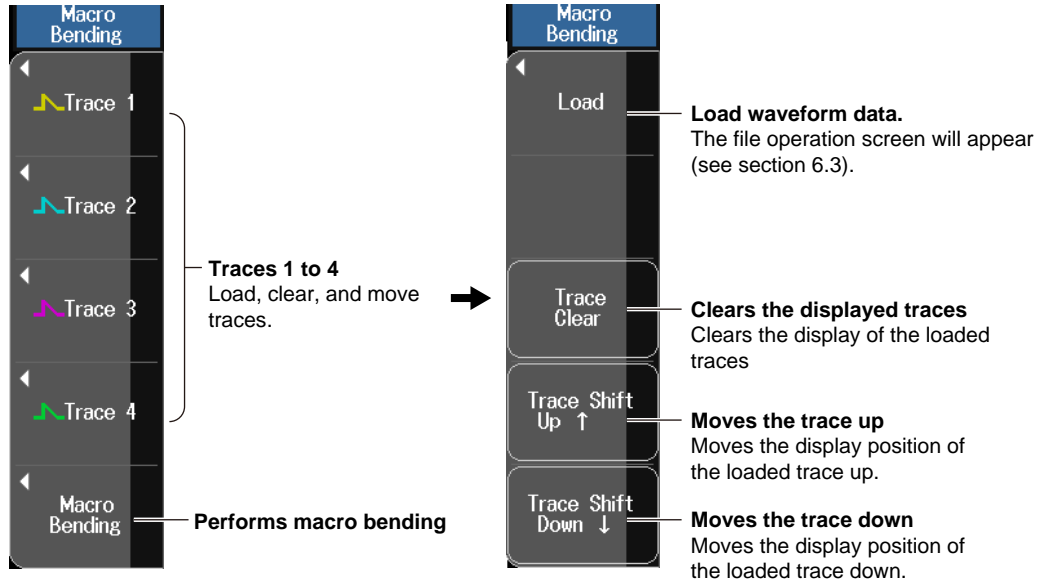 Macro
Bending
Trace 1
Trace 2
Trace 3
Trace 4
Macro
Bending
Traces 1 to 4
Load, clear, and move
traces.
Performs macro bending
Macro
Bending
Load
Trace
Clear
Trace Shift
Up ↑
Trace Shift
Down ↓
Load waveform data.
The file operation screen will appear
(see section 6.3).
Clears the displayed traces
Clears the display of the loaded
traces
Moves the trace up
Moves the display position of
the loaded trace up.
Moves the trace down
Moves the display position of
the loaded trace down.